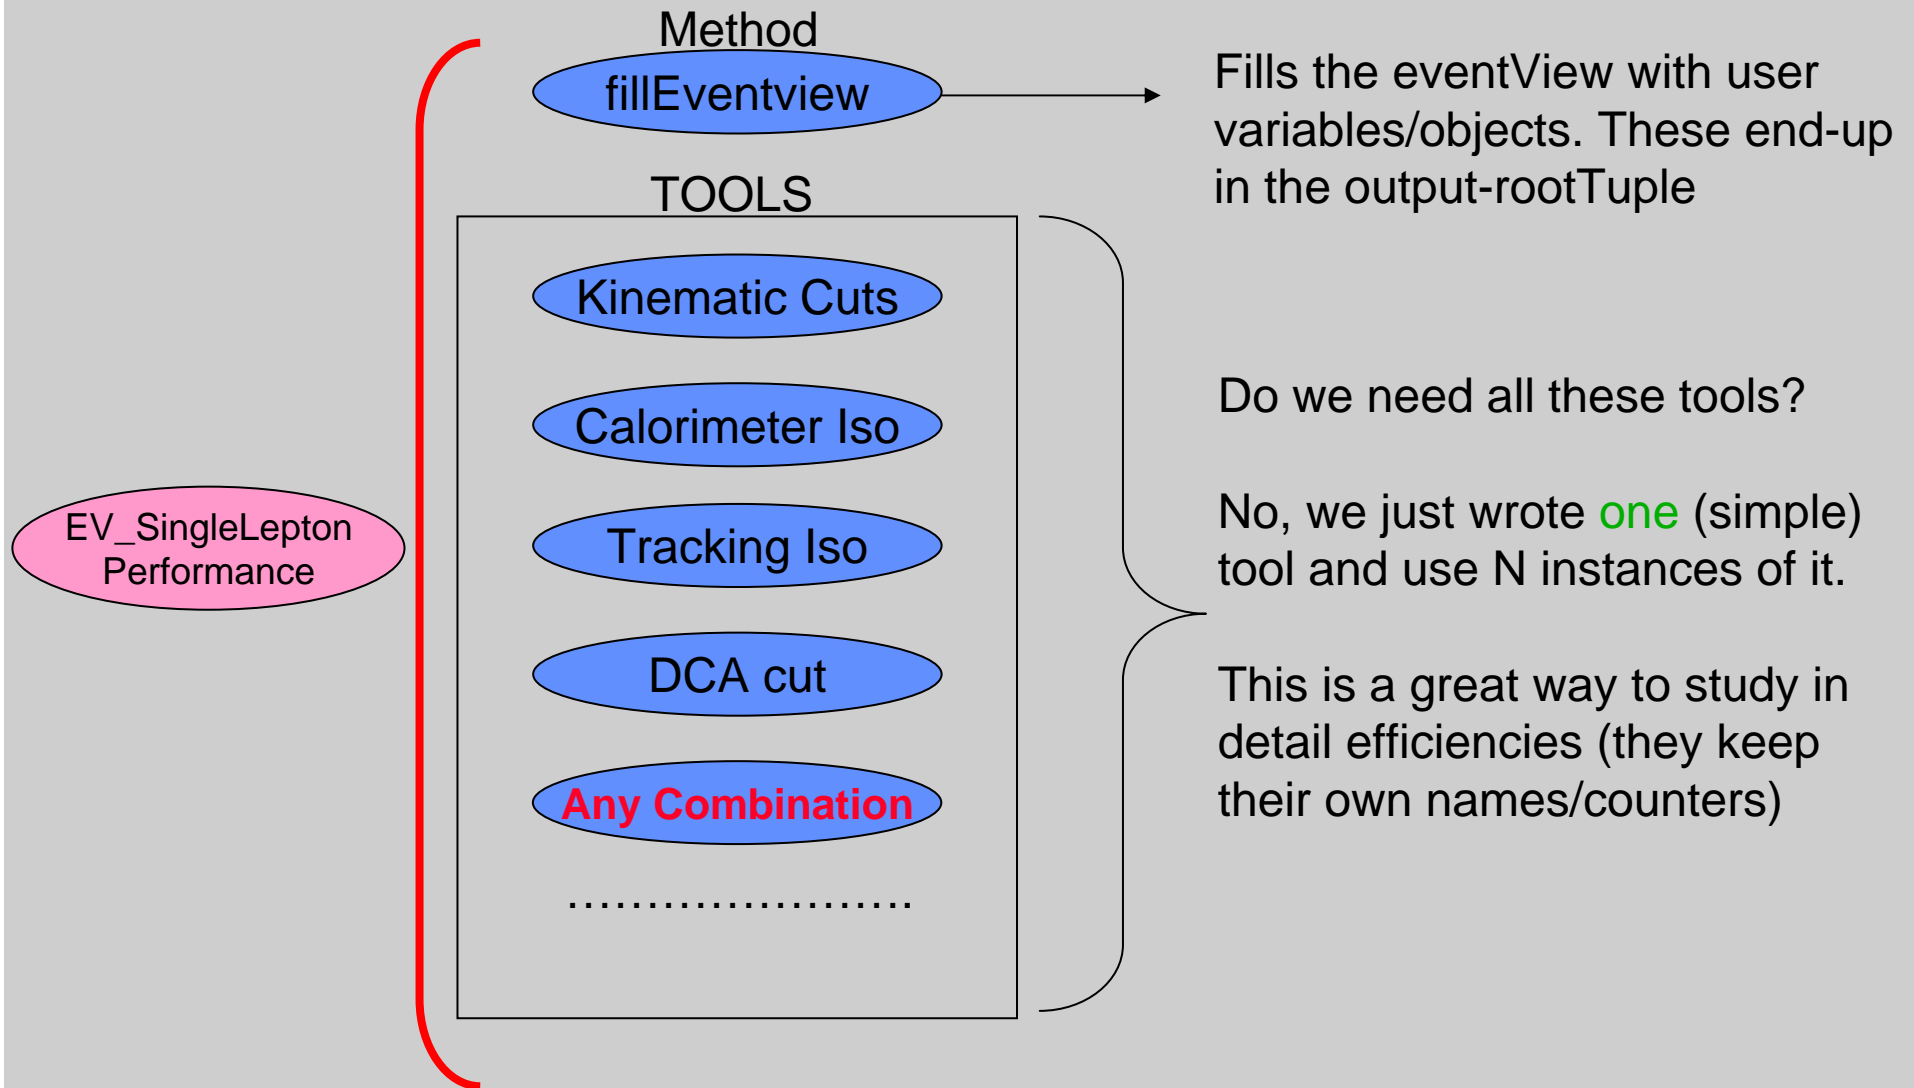 Method
fillEventview
Fills the eventView with user
variables/objects. These end-up
in the output-rootTuple
TOOLS
Kinematic Cuts
Calorimeter Iso
Tracking Iso
DCA cut
Any Combination
…………………….
EV_SingleLepton
Performance
Do we need all these tools?
No, we just wrote one (simple)
tool and use N instances of it.
This is a great way to study in
detail efficiencies (they keep
their own names/counters)